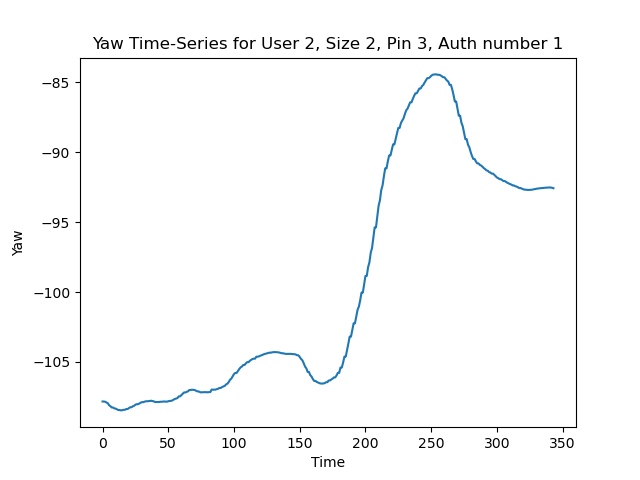 Yaw Time-Series for User 2, Size 2, Pin 3, Auth number 1
−85
−90
−95
−100
−105
Yaw
0 50 100 150 200 250 300 350
Time